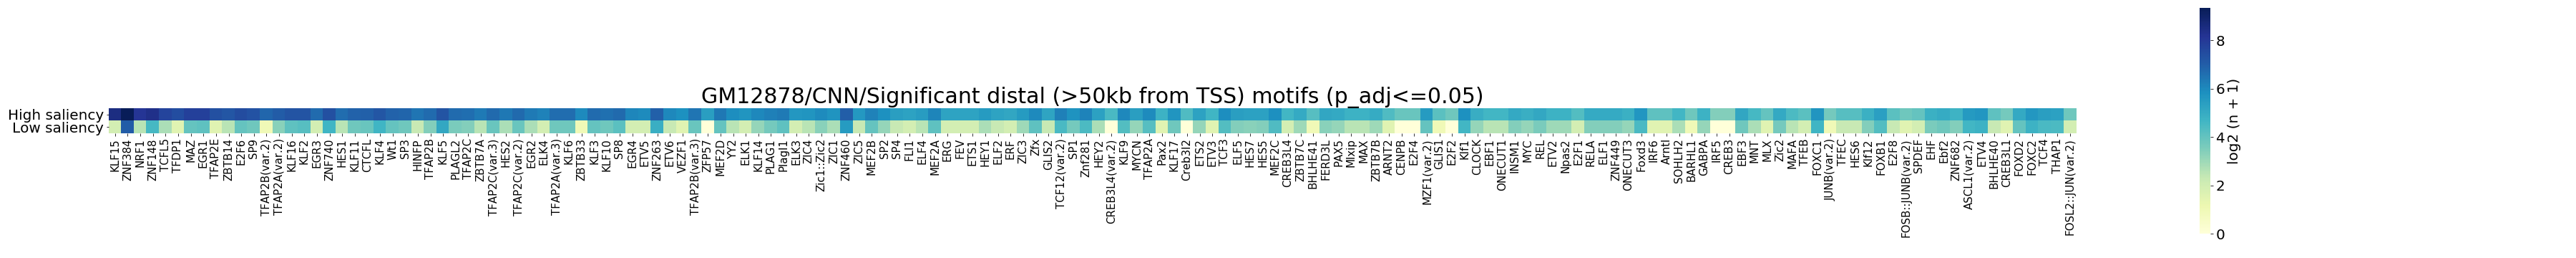 GM12878/CNN/Significant distal (>50kb from TSS) motifs (p_adj<=0.05)
High saliency
Low saliency
KLF15
ZNF384
NRF1
ZNF148
TCFL5
TFDP1
MAZ
EGR1
TFAP2E
ZBTB14
E2F6
SP9
TFAP2B(var.2)
TFAP2A(var.2)
KLF16
KLF2
EGR3
ZNF740
HES1
KLF11
CTCFL
KLF4
Wt1
SP3
HINFP
TFAP2B
KLF5
PLAGL2
TFAP2C
ZBTB7A
TFAP2C(var.3)
HES2
TFAP2C(var.2)
EGR2
ELK4
TFAP2A(var.3)
KLF6
ZBTB33
KLF3
KLF10
SP8
EGR4
ETV5
ZNF263
ETV6
VEZF1
TFAP2B(var.3)
ZFP57
MEF2D
YY2
ELK1
KLF14
PLAG1
Plagl1
ELK3
ZIC4
Zic1::Zic2
ZIC1
ZNF460
ZIC5
MEF2B
SP2
SP4
FLI1
ELF4
MEF2A
ERG
FEV
ETS1
HEY1
ELF2
ERF
ZIC3
Zfx
GLIS2
TCF12(var.2)
SP1
Znf281
HEY2
CREB3L4(var.2)
KLF9
MYCN
TFAP2A
Pax2
KLF17
Creb3l2
ETS2
ETV3
TCF3
ELF5
HES7
HES5
MEF2C
CREB3L4
ZBTB7C
BHLHE41
FERD3L
PAX5
Mlxip
MAX
ZBTB7B
ARNT2
CENPB
E2F4
MZF1(var.2)
GLIS1
E2F2
Klf1
CLOCK
EBF1
ONECUT1
INSM1
MYC
REL
ETV2
Npas2
E2F1
RELA
ELF1
ZNF449
ONECUT3
Foxd3
IRF6
Arntl
SOHLH2
BARHL1
GABPA
IRF5
CREB3
EBF3
MNT
MLX
Zic2
MAFA
TFEB
FOXC1
JUNB(var.2)
TFEC
HES6
Klf12
FOXB1
E2F8
FOSB::JUNB(var.2)
SPDEF
EHF
Ebf2
ZNF682
ASCL1(var.2)
ETV4
BHLHE40
CREB3L1
FOXD2
FOXC2
TCF4
THAP1
FOSL2::JUN(var.2)
8
6
4
2
0
log2 (n + 1)